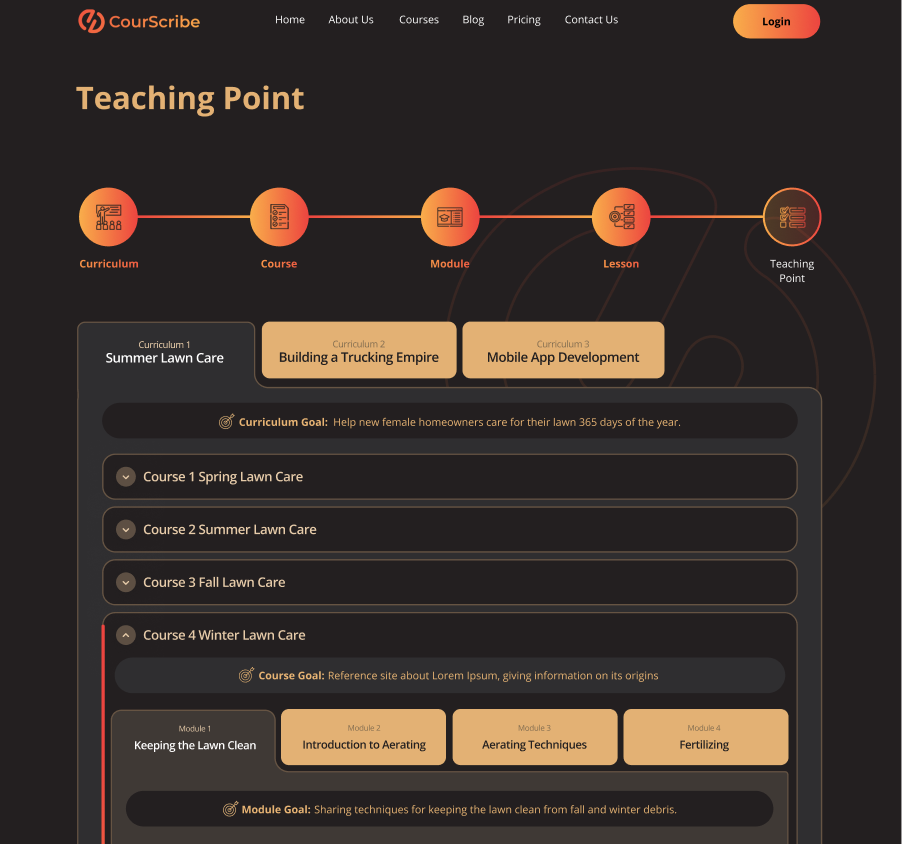 CourScribe
Home About Us Courses Blog Pricing Contact Us
Login
Teaching Point
Curriculum
Course
Module
Lesson
Teaching
Point
Curriculum 1
Summer Lawn Care
Curriculum 2
Building a Trucking Empire
Curriculum 3
Mobile App Development
Curriculum Goal: Help new female homeowners care for their lawn 365 days of the year.
Course 1 Spring Lawn Care
Course 2 Summer Lawn Care
Course 3 Fall Lawn Care
Course 4 Winter Lawn Care
Course Goal: Reference site about Lorem Ipsum, giving information on its origins
Module 1
Keeping the Lawn Clean
Module 2
Introduction to Aerating
Module 3
Aerating Techniques
Module 4
Fertilizing
Module Goal: Sharing techniques for keeping the lawn clean from fall and winter debris.